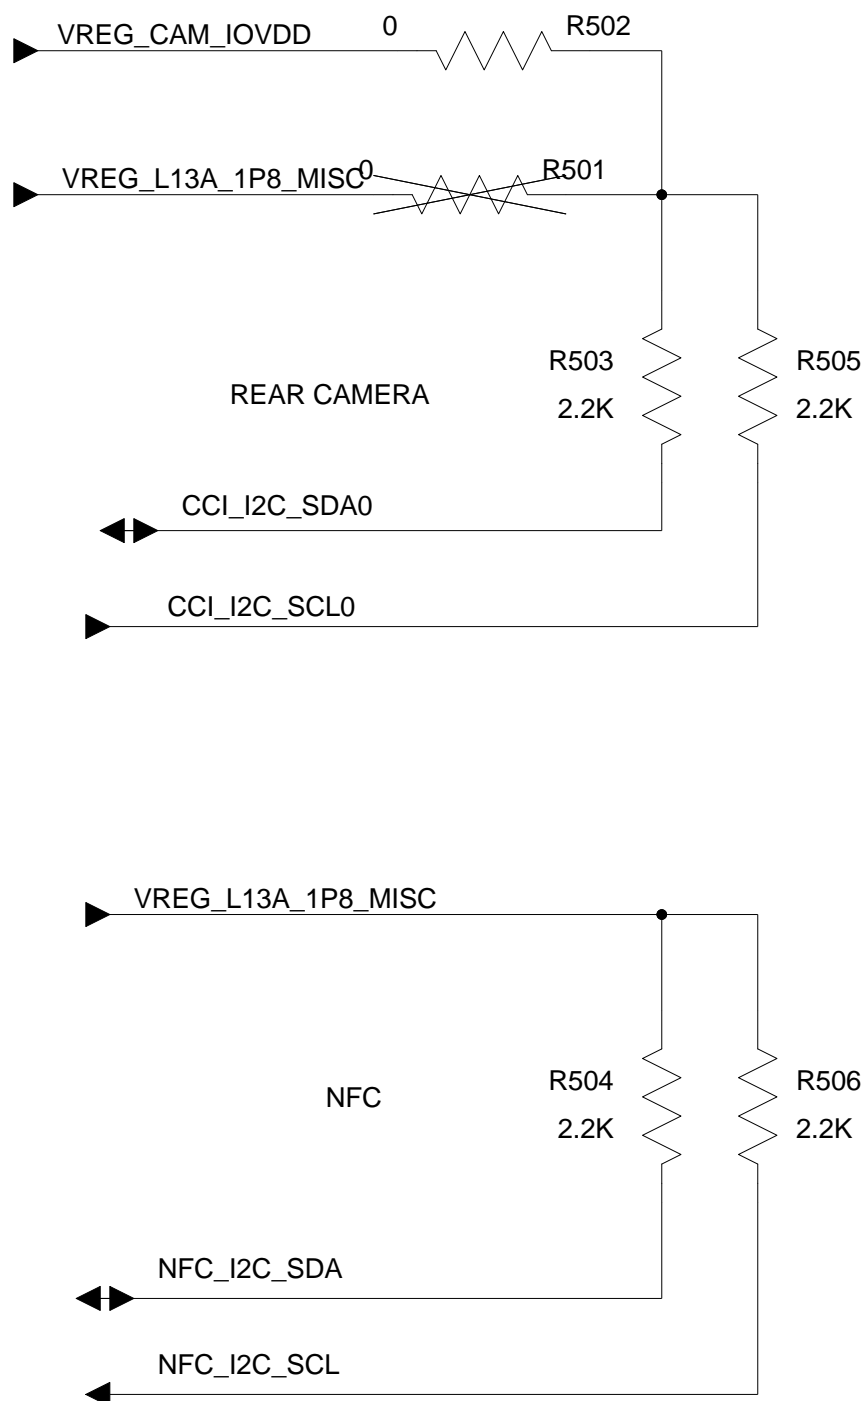 VREG_CAM_IOVDD 0 R502
VREG_L13A_1P8_MISC 0 R501
R503 R505
REAR CAMERA
2.2K 2.2K
CCI_I2C_SDA0
CCI_I2C_SCL0
VREG_L13A_1P8_MISC
R504 R506
NFC
2.2K 2.2K
NFC_I2C_SDA
NFC_I2C_SCL